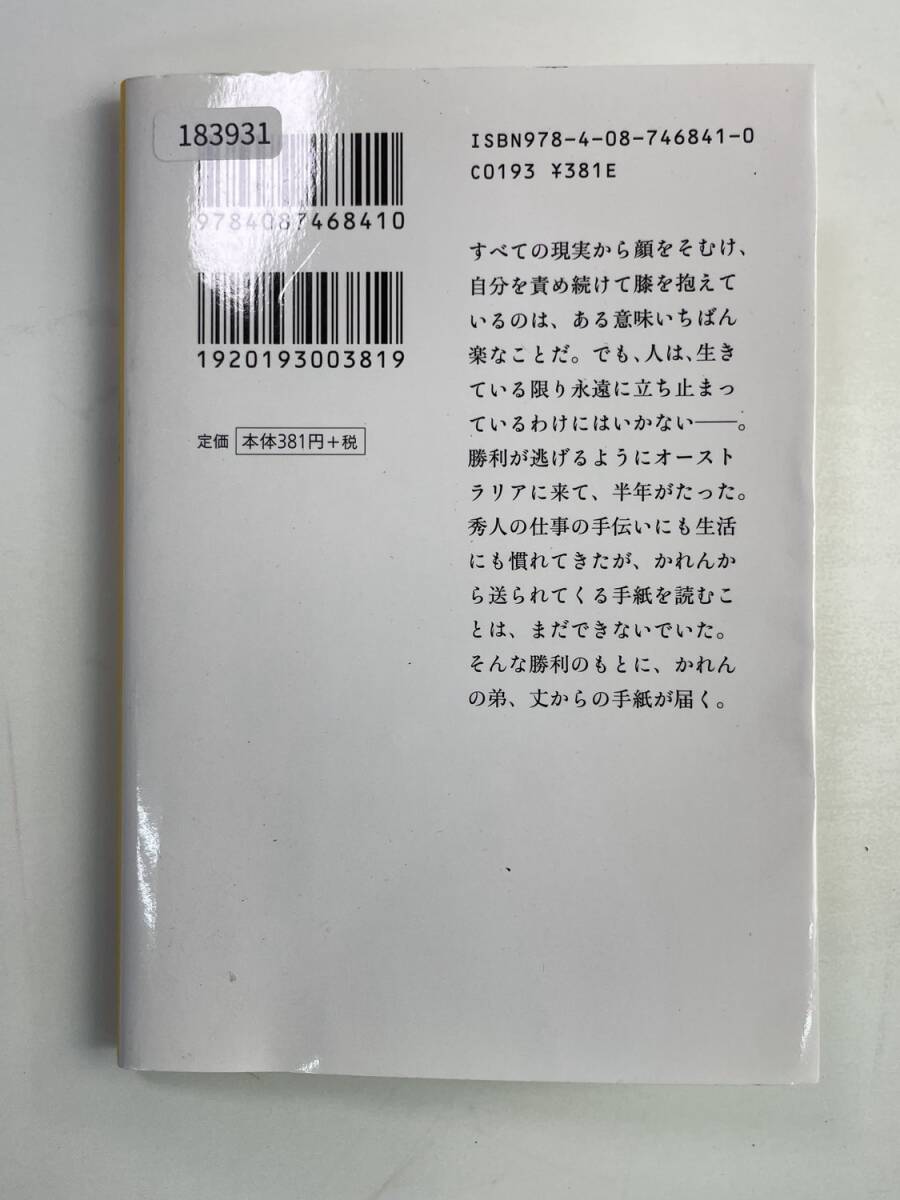 183931
9784087468410
1920193003819
定価 本体381円+税
ISBN978-4-08-746841-0
C0193 ¥381E
すべての現実から顔をそむけ、
自分を責め続けて膝を抱えて
いるのは、ある意味いちばん
楽なことだ。でも、人は、生き
ている限り永遠に立ち止まっ
ているわけにはいかない――。
勝利が逃げるようにオースト
ラリアに来て、半年がたった。
秀人の仕事の手伝いにも生活
にも慣れてきたが、かれんか
ら送られてくる手紙を読むこ
とは、まだできないでいた。
そんな勝利のもとに、かれん
の弟、丈からの手紙が届く。